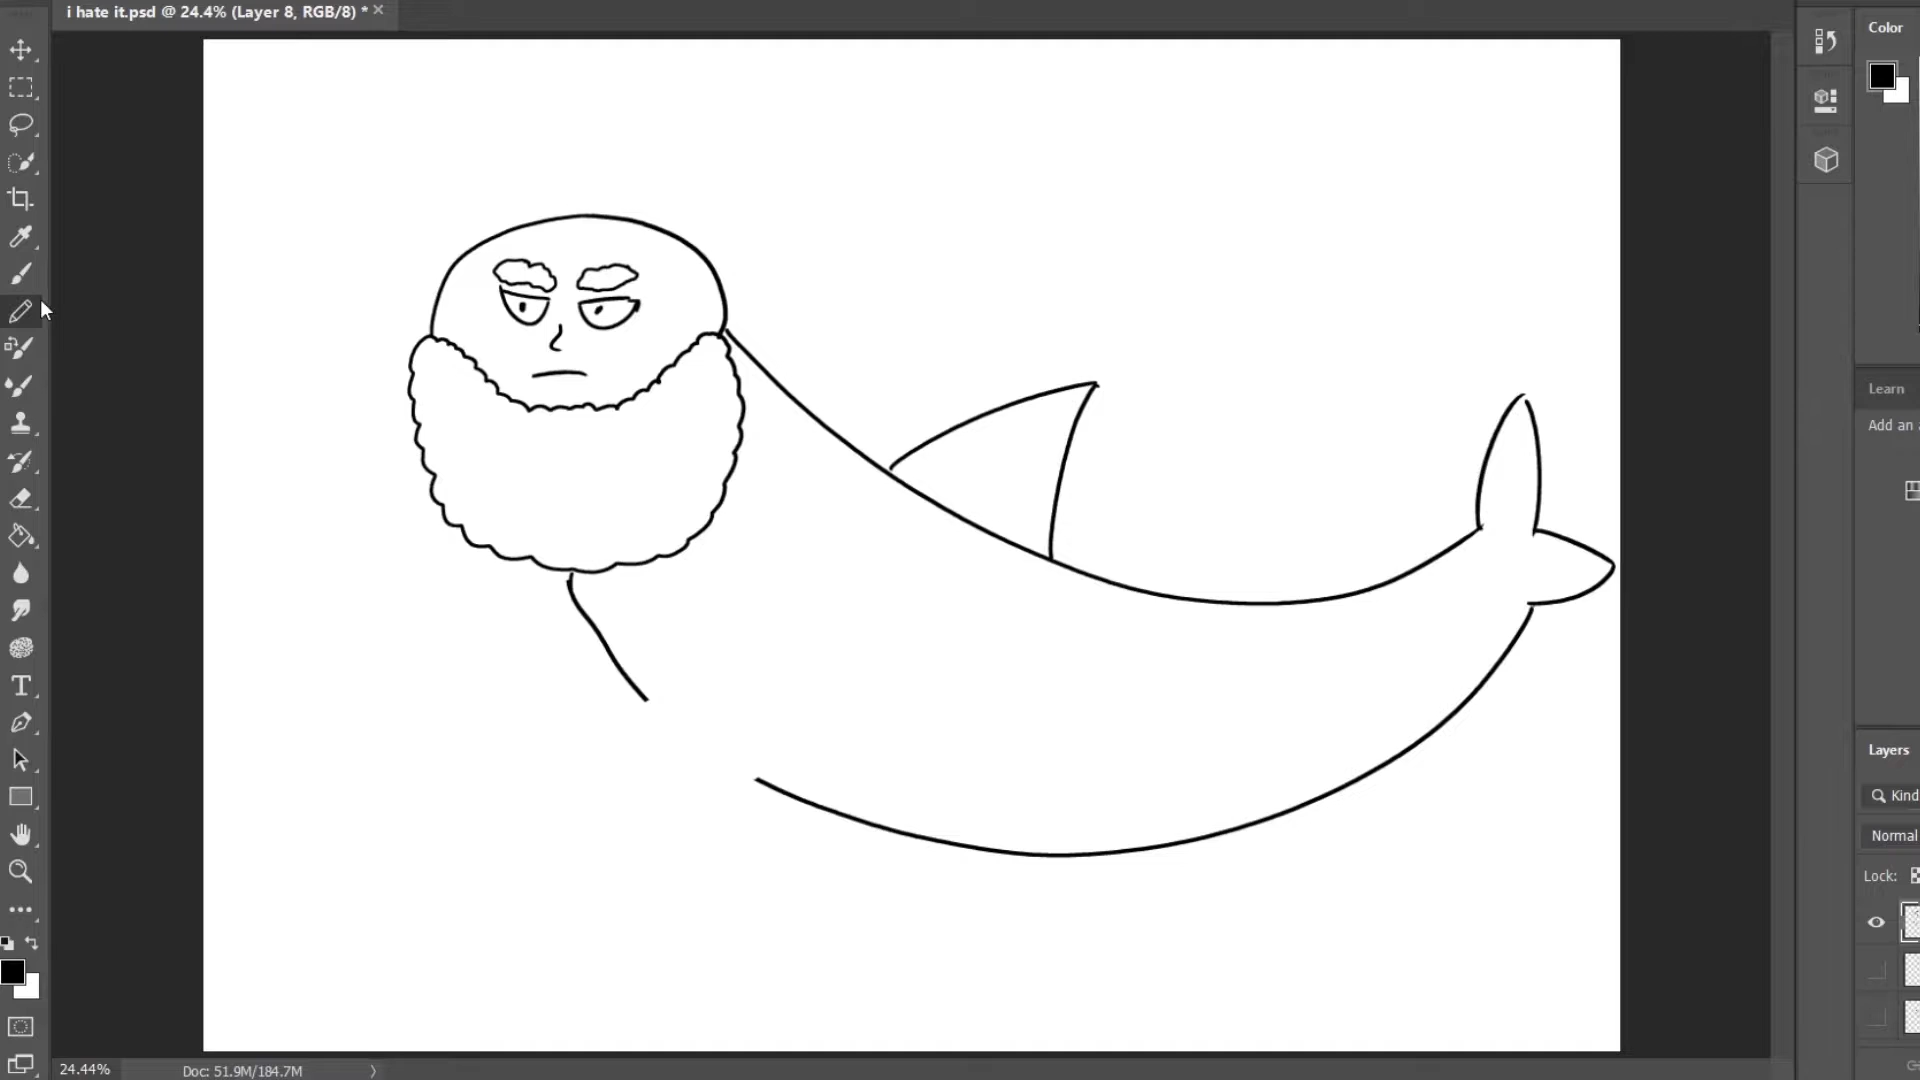 i hate it.psd @ 24.4% (Layer 8, RGB/8) *
Color
Learn
Add an
Layers
Kind
Normal
Lock:
24.44%
Doc: 51.9M/184.7M